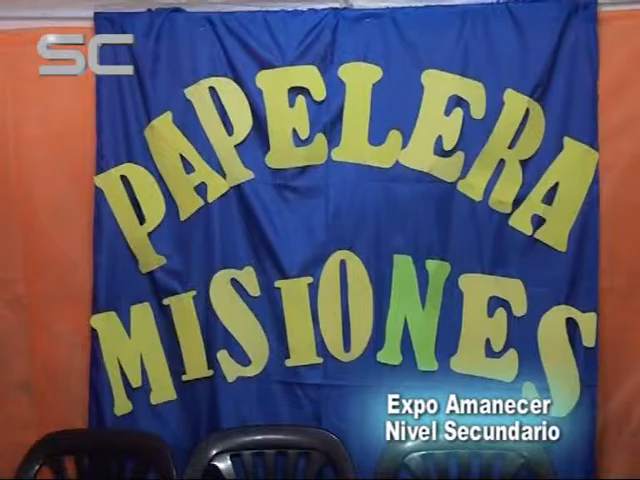 SC
PAPELERA
MISIONES
Expo Amanecer
Nivel Secundario